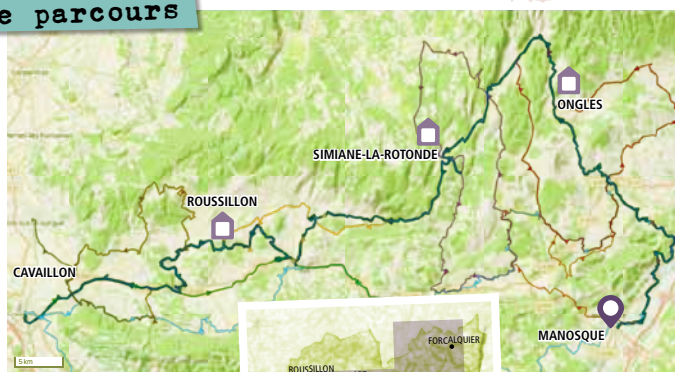 e parcours
ONGLES
SIMIANE-LA-ROTONDE
ROUSSILLON
CAVAILLON
MANOSQUE
5 km
FORCALQUIER
ROUSSILLON